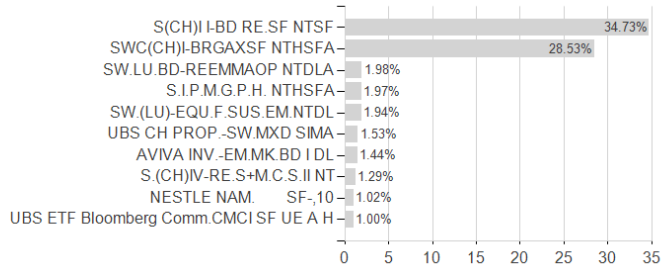 S(CH)I I-BD RE.SF NTSF 34.73%
SWC(CH)I-BRGAXSF NTHSFA 28.53%
SW.LU.BD-REEMMAOP NTDLA 1.98%
S.I.P.M.G.P.H. NTHSFA 1.97%
SW.(LU)-EQU.F.SUS.EM.NTDL 1.94%
UBS CH PROP.-SW.MXD SIMA 1.53%
AVIVA INV.-EM.MK.BD I DL 1.44%
S.(CH)IV-RE.S+M.C.S.II NT 1.29%
NESTLE NAM. SF-,10 1.02%
UBS ETF Bloomberg Comm.CMCI SF UE A H 1.00%
0 5 10 15 20 25 30 35